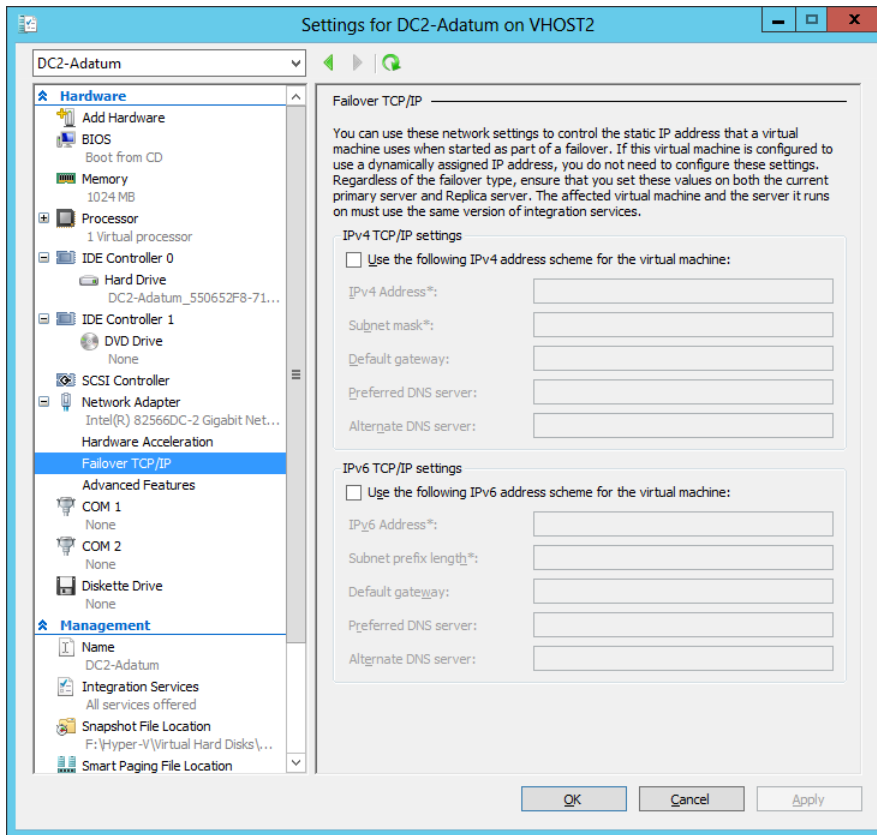 Settings for DC2-Adatum on VHOST2
DC2-Adatum
Hardware
Add Hardware
BIOS
Boot from CD
Memory
1024 MB
Processor
1 Virtual processor
IDE Controller 0
Hard Drive
DC2-Adatum_550652F8-71...
IDE Controller 1
DVD Drive
None
SCSI Controller
Network Adapter
Intel(R) 82566DC-2 Gigabit Net...
Hardware Acceleration
Failover TCP/IP
Advanced Features
COM 1
None
COM 2
None
Diskette Drive
None
Management
Name
DC2-Adatum
Integration Services
All services offered
Snapshot File Location
F:\Hyper-V\Virtual Hard Disks\...
Smart Paging File Location
Failover TCP/IP
You can use these network settings to control the static IP address that a virtual
machine uses when started as part of a failover. If this virtual machine is configured to
use a dynamically assigned IP address, you do not need to configure these settings.
Regardless of the failover type, ensure that you set these values on both the current
primary server and Replica server. The affected virtual machine and the server it runs
on must use the same version of integration services.
IPv4 TCP/IP settings
Use the following IPv4 address scheme for the virtual machine:
IPv4 Address*:
Subnet mask*:
Default gateway:
Preferred DNS server:
Alternate DNS server:
IPv6 TCP/IP settings
Use the following IPv6 address scheme for the virtual machine:
IPv6 Address*:
Subnet prefix length*:
Default gateway:
Preferred DNS server:
Alternate DNS server:
OK
Cancel
Apply